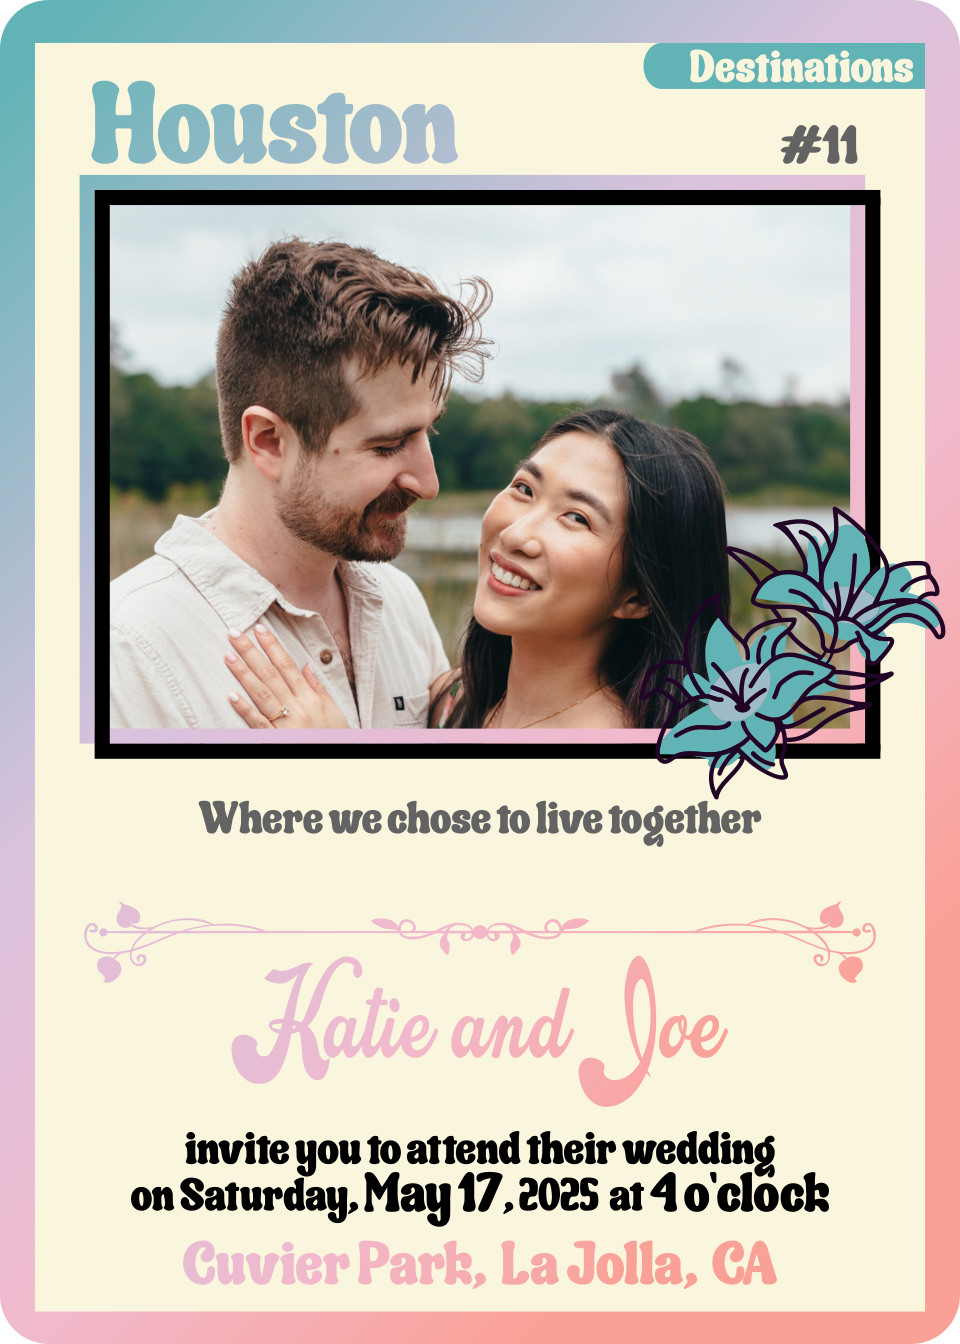 Destinations
Houston
#11
Where we chose to live together
Katie and Joe
invite you to attend their wedding
on Saturday, May 17, 2025 at 4 o'clock
Cuvier Park, La Jolla, CA